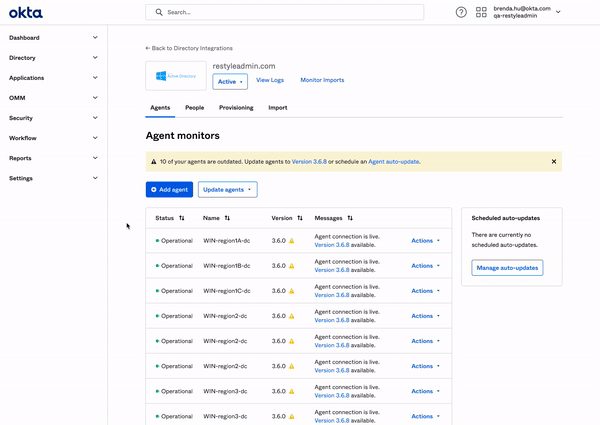 okta
Search...
brenda.hu@okta.com
qa-restyleadmin
Dashboard
Directory
Applications
OMM
Security
Workflow
Reports
Settings
← Back to Directory Integrations
Active Directory
restyleadmin.com
Active
View Logs
Monitor Imports
Agents
People
Provisioning
Import
Agent monitors
10 of your agents are outdated. Update agents to Version 3.6.8 or schedule an Agent auto-update.
Add agent
Update agents
Status Name Version Messages
Operational WIN-region1A-dc 3.6.0 Agent connection is live. Actions
Version 3.6.8 available.
Operational WIN-region1B-dc 3.6.0 Agent connection is live. Actions
Version 3.6.8 available.
Operational WIN-region1C-dc 3.6.0 Agent connection is live. Actions
Version 3.6.8 available.
Operational WIN-region2-dc 3.6.0 Agent connection is live. Actions
Version 3.6.8 available.
Operational WIN-region2-dc 3.6.0 Agent connection is live. Actions
Version 3.6.8 available.
Operational WIN-region2-dc 3.6.0 Agent connection is live. Actions
Version 3.6.8 available.
Operational WIN-region3-dc 3.6.0 Agent connection is live. Actions
Version 3.6.8 available.
Operational WIN-region3-dc 3.6.0 Agent connection is live. Actions
Version 3.6.8 available.
Scheduled auto-updates
There are currently no
scheduled auto-updates.
Manage auto-updates